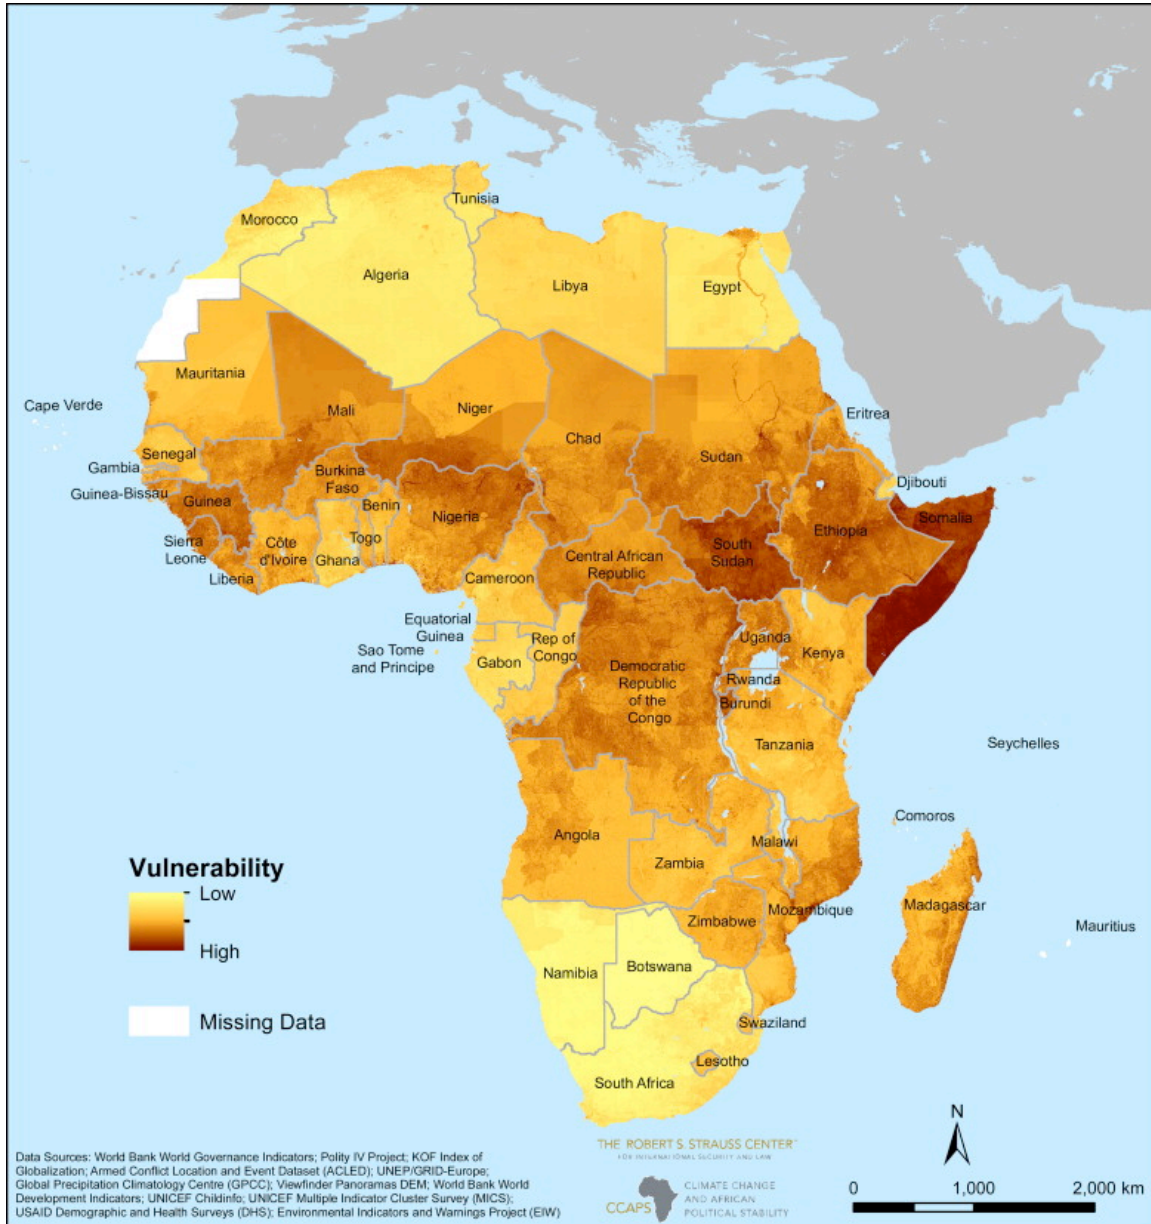 Tunisia
Morocco
Algeria
Libya
Egypt
Mauritania
Cape Verde
Mali
Niger
Chad
Eritrea
Senegal
Sudan
Gambia
Djibouti
Guinea-Bissau
Guinea
Burkina
Faso
Benin
Nigeria
Ethiopia
Somalia
Sierra
Leone
Côte
d'Ivoire
Togo
Ghana
Liberia
South
Sudan
Central African
Republic
Cameroon
Equatorial
Guinea
Sao Tome
and Principe
Rep of
Congo
Gabon
Uganda
Kenya
Democratic
Republic
of the
Congo
Rwanda
Burundi
Tanzania
Seychelles
Comoros
Angola
Malawi
Zambia
Mozambique
Madagascar
Zimbabwe
Mauritius
Namibia
Botswana
Swaziland
Lesotho
South Africa
Vulnerability
Low
High
Missing Data
Data Sources: World Bank World Governance Indicators; Polity IV Project; KOF Index of
Globalization; Armed Conflict Location and Event Dataset (ACLED); UNEP/GRID-Europe;
Global Precipitation Climatology Centre (GPCC); Viewfinder Panoramas DEM; World Bank World
Development Indicators; UNICEF Childinfo; UNICEF Multiple Indicator Cluster Survey (MICS);
USAID Demographic and Health Surveys (DHS); Environmental Indicators and Warnings Project (EIW)
THE ROBERT S. STRAUSS CENTER
FOR INTERNATIONAL SECURITY AND LAW
CCAPS
CLIMATE CHANGE
AND AFRICAN
POLITICAL STABILITY
N
0 1,000 2,000 km